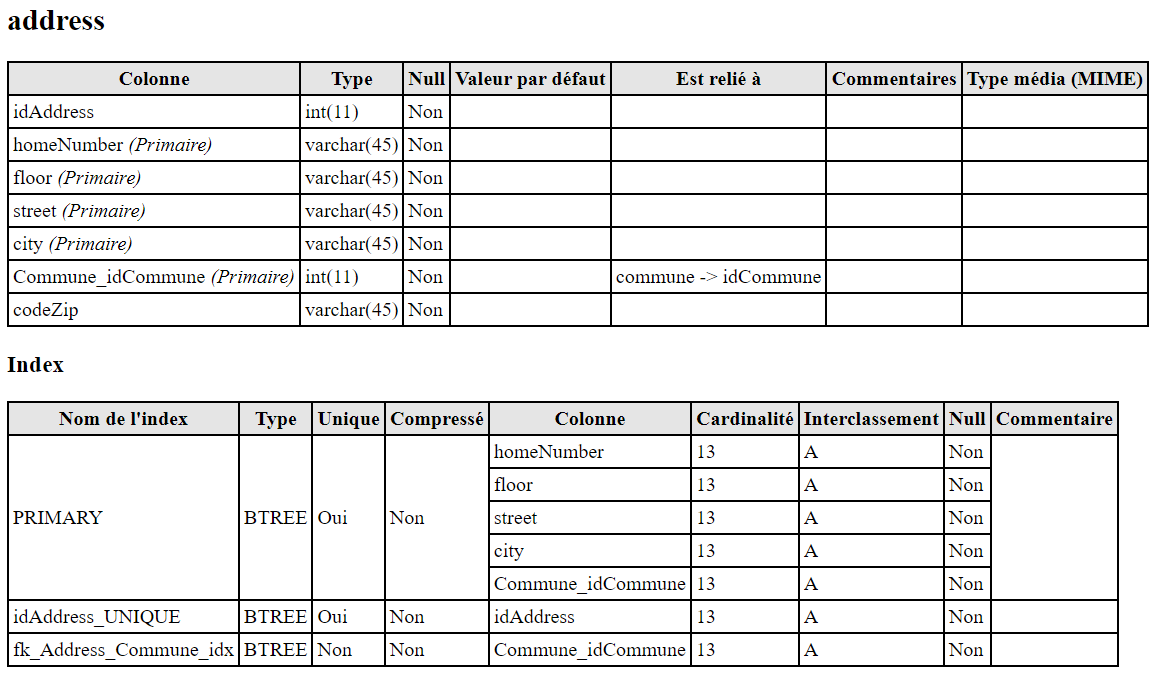 address
Colonne Type Null Valeur par défaut Est relié à Commentaires Type média (MIME)
idAddress int(11) Non
homeNumber (Primaire) varchar(45) Non
floor (Primaire) varchar(45) Non
street (Primaire) varchar(45) Non
city (Primaire) varchar(45) Non
Commune_idCommune (Primaire) int(11) Non commune -> idCommune
codeZip varchar(45) Non
Index
Nom de l'index Type Unique Compressé Colonne Cardinalité Interclassement Null Commentaire
homeNumber 13 A Non
floor 13 A Non
PRIMARY BTREE Oui Non street 13 A Non
city 13 A Non
Commune_idCommune 13 A Non
idAddress_UNIQUE BTREE Oui Non idAddress 13 A Non
fk_Address_Commune_idx BTREE Non Non Commune_idCommune 13 A Non